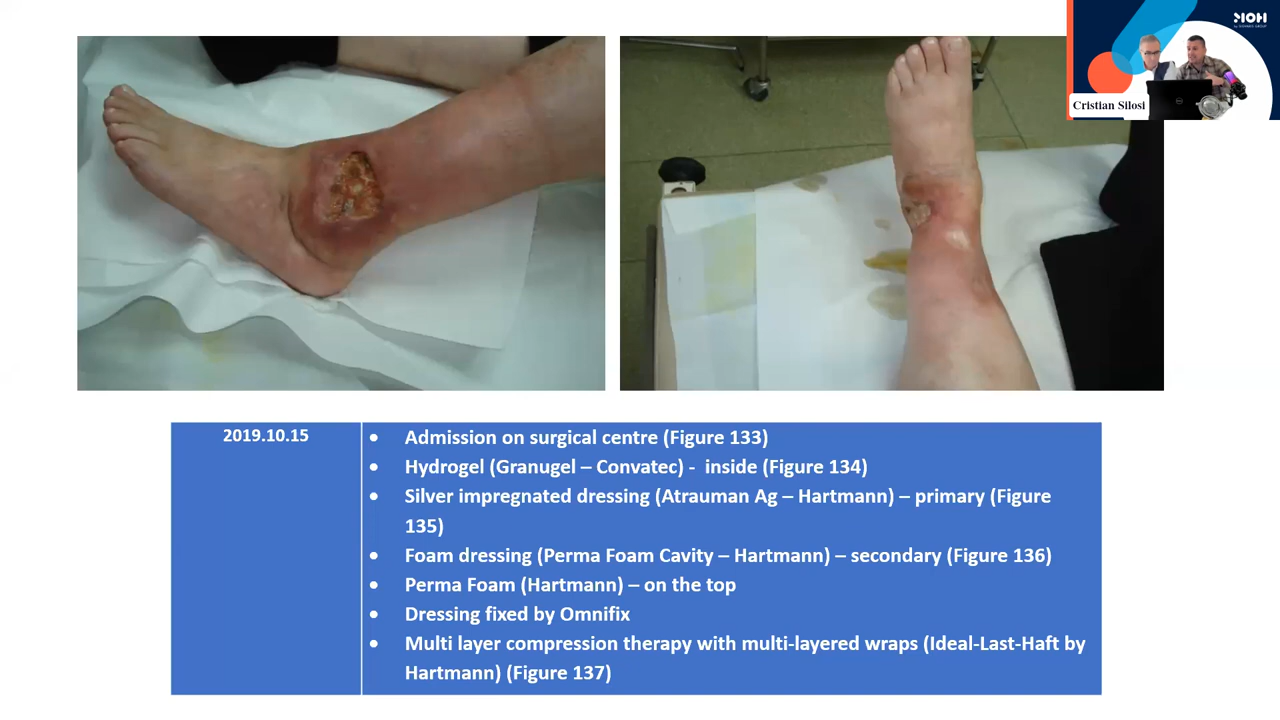 Cristian Silosi
2019.10.15
• Admission on surgical centre (Figure 133)
• Hydrogel (Granugel – Convatec) -  inside (Figure 134)
• Silver impregnated dressing (Atrauman Ag – Hartmann) – primary (Figure
135)
• Foam dressing (Perma Foam Cavity – Hartmann) – secondary (Figure 136)
• Perma Foam (Hartmann) – on the top
• Dressing fixed by Omnifix
• Multi layer compression therapy with multi-layered wraps (Ideal-Last-Haft by
Hartmann) (Figure 137)